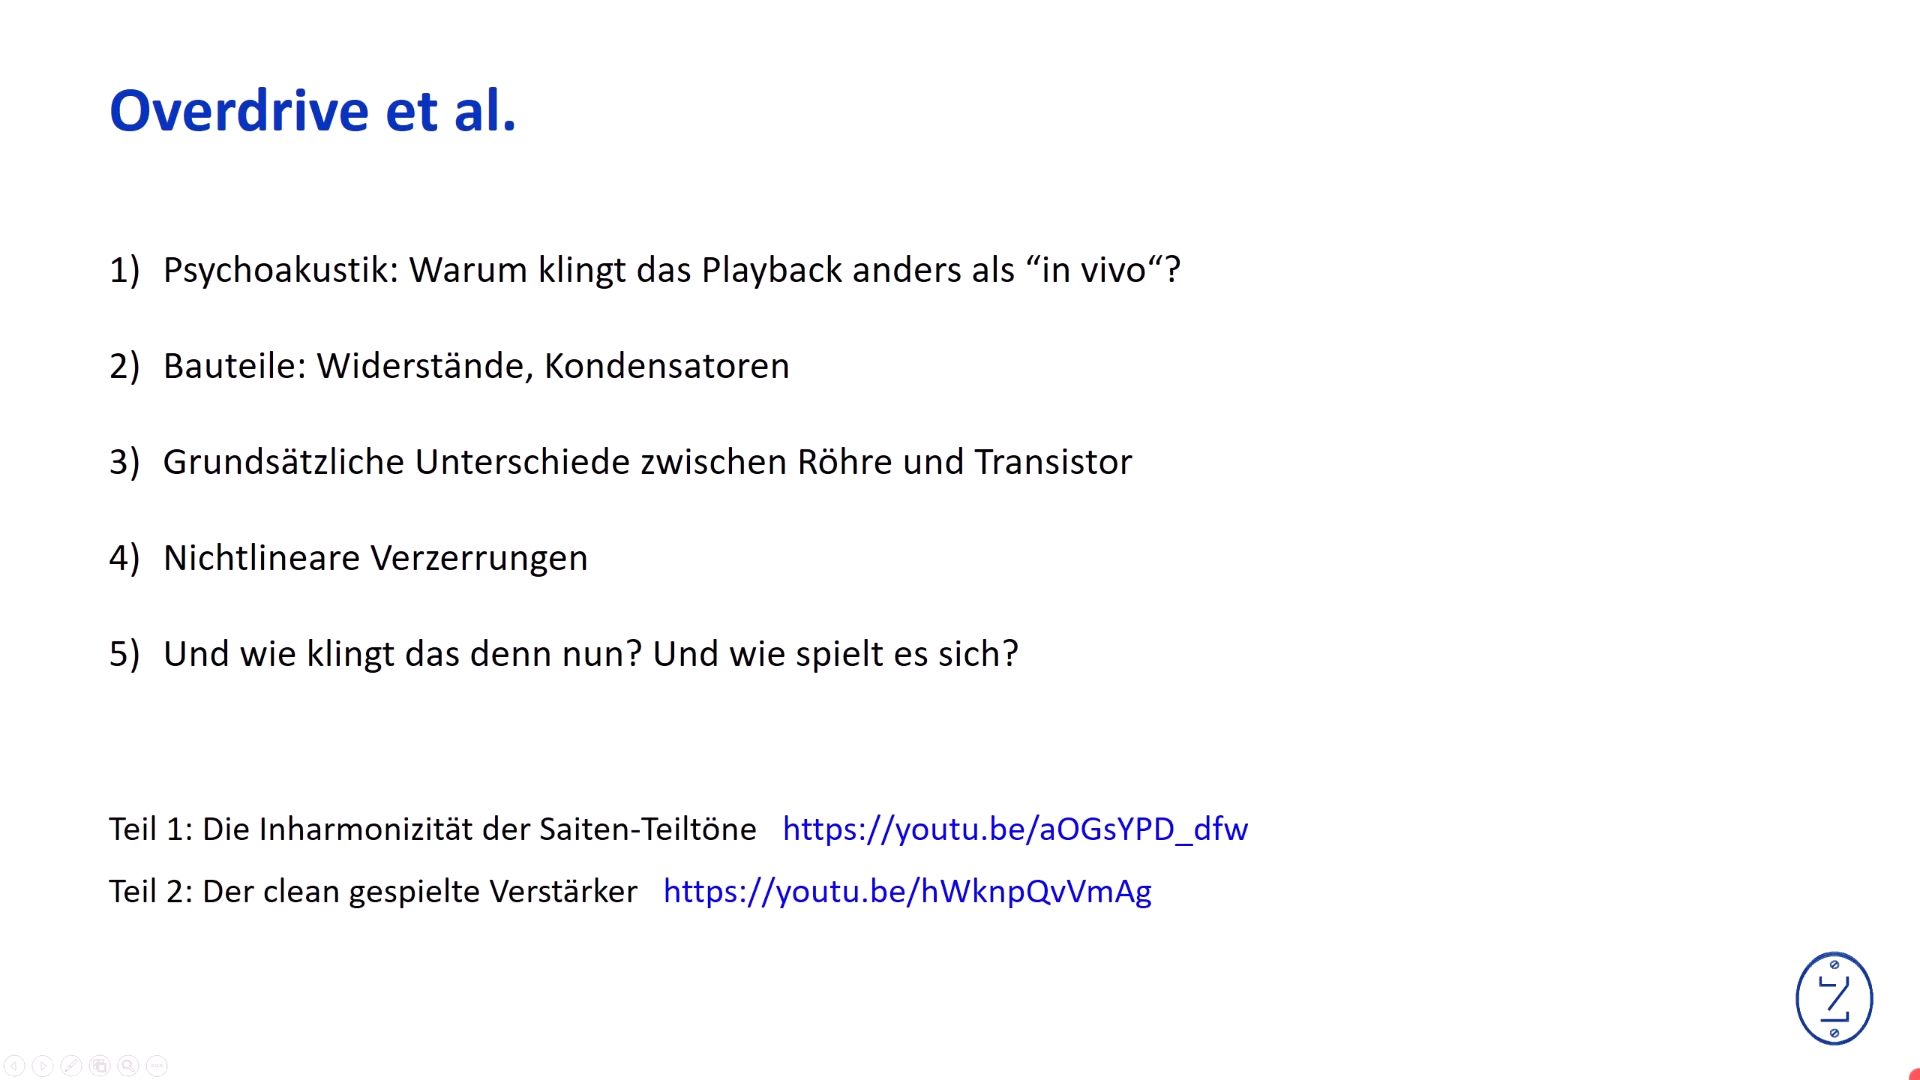 Overdrive et al.
1) Psychoakustik: Warum klingt das Playback anders als “in vivo“?
2) Bauteile: Widerstände, Kondensatoren
3) Grundsätzliche Unterschiede zwischen Röhre und Transistor
4) Nichtlineare Verzerrungen
5) Und wie klingt das denn nun? Und wie spielt es sich?
Teil 1: Die Inharmonizität der Saiten-Teiltöne https://youtu.be/aOGsYPD_dfw
Teil 2: Der clean gespielte Verstärker https://youtu.be/hWknpQvVmAg